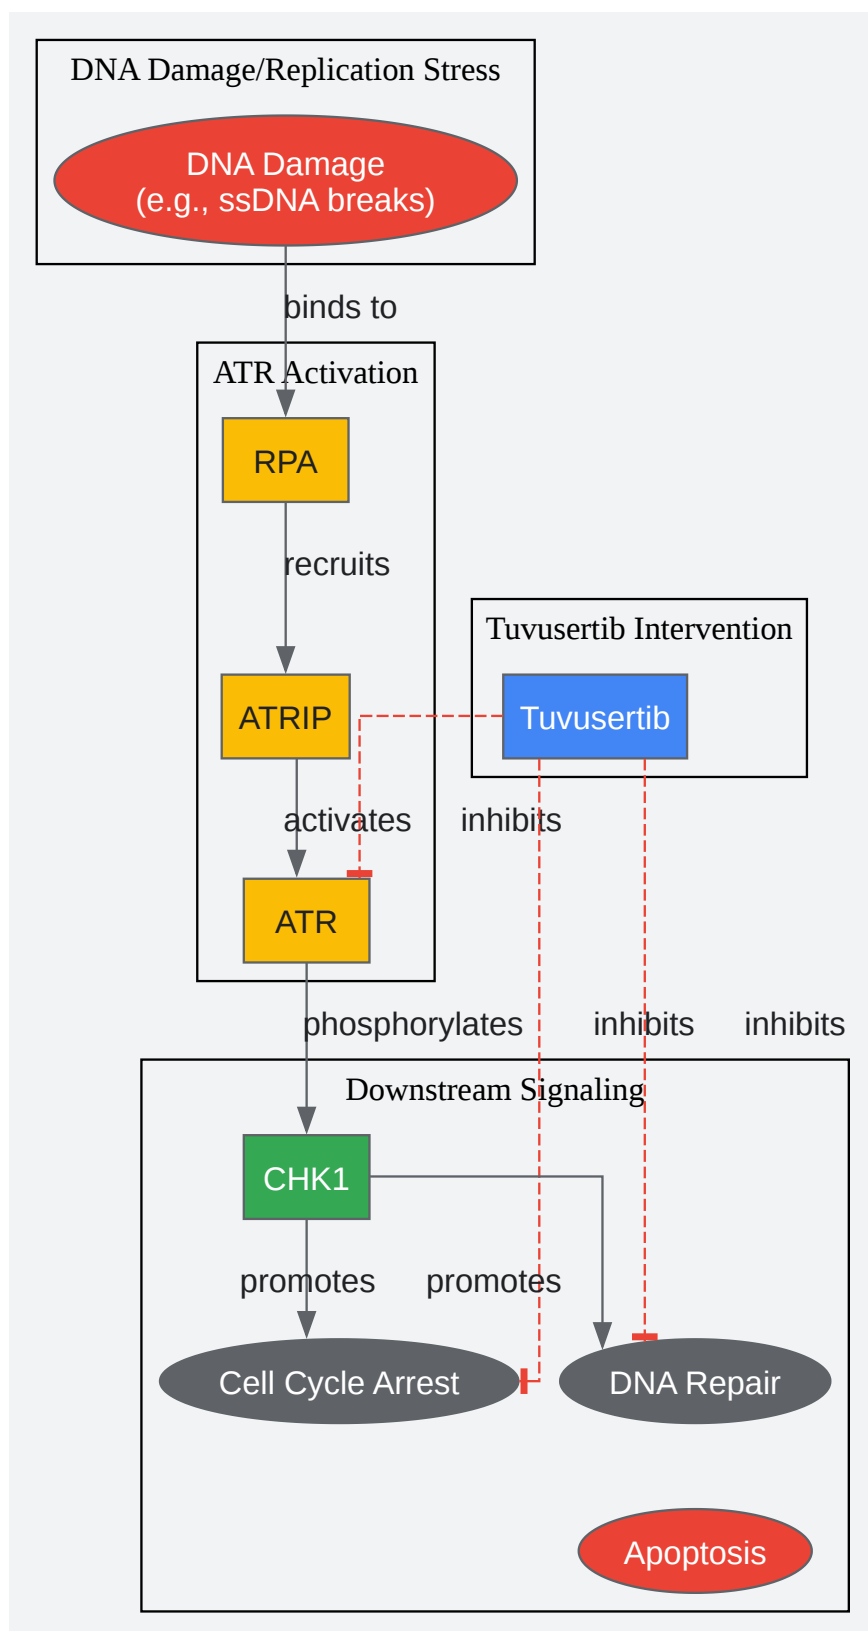 DNA Damage/Replication Stress
DNA Damage
(e.g., ssDNA breaks)
binds to
ATR Activation
RPA
recruits
Tuvusertib Intervention
ATRIP
Tuvusertib
activates
inhibits
ATR
phosphorylates
inhibits
inhibits
Downstream Signaling
CHK1
promotes
promotes
Cell Cycle Arrest
DNA Repair
Apoptosis